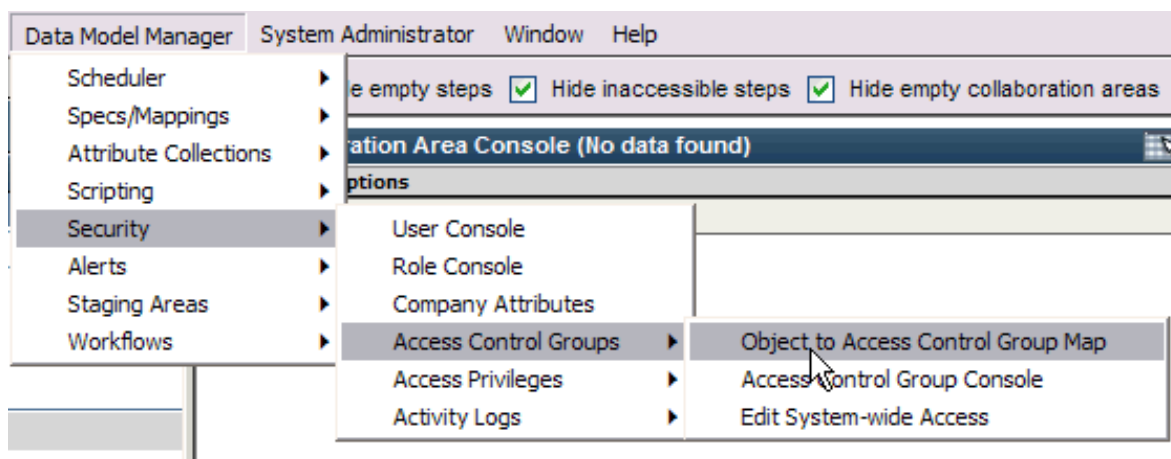 Data Model Manager System Administrator Window Help
Scheduler
e empty steps Hide inaccessible steps Hide empty collaboration areas
Specs/Mappings
Attribute Collections
ration Area Console (No data found)
Scripting
ptions
Security
User Console
Alerts
Role Console
Staging Areas
Company Attributes
Workflows
Access Control Groups
Object to Access Control Group Map
Access Privileges
Access Control Group Console
Activity Logs
Edit System-wide Access